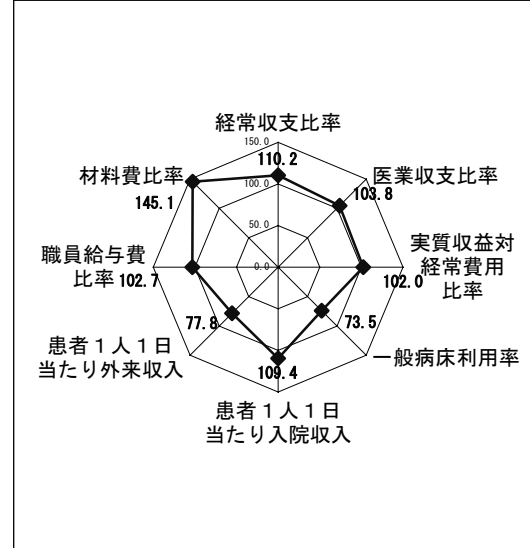 経常収支比率
150.0
110.2
材料費比率
医業収支比率
145.1
100.0
103.8
50.0
職員給与費
比率
102.7
0.0
実質収益対
経常費用
比率
102.0
77.8
73.5
患者１人１日
当たり外来収入
一般病床利用率
109.4
患者１人１日
当たり入院収入